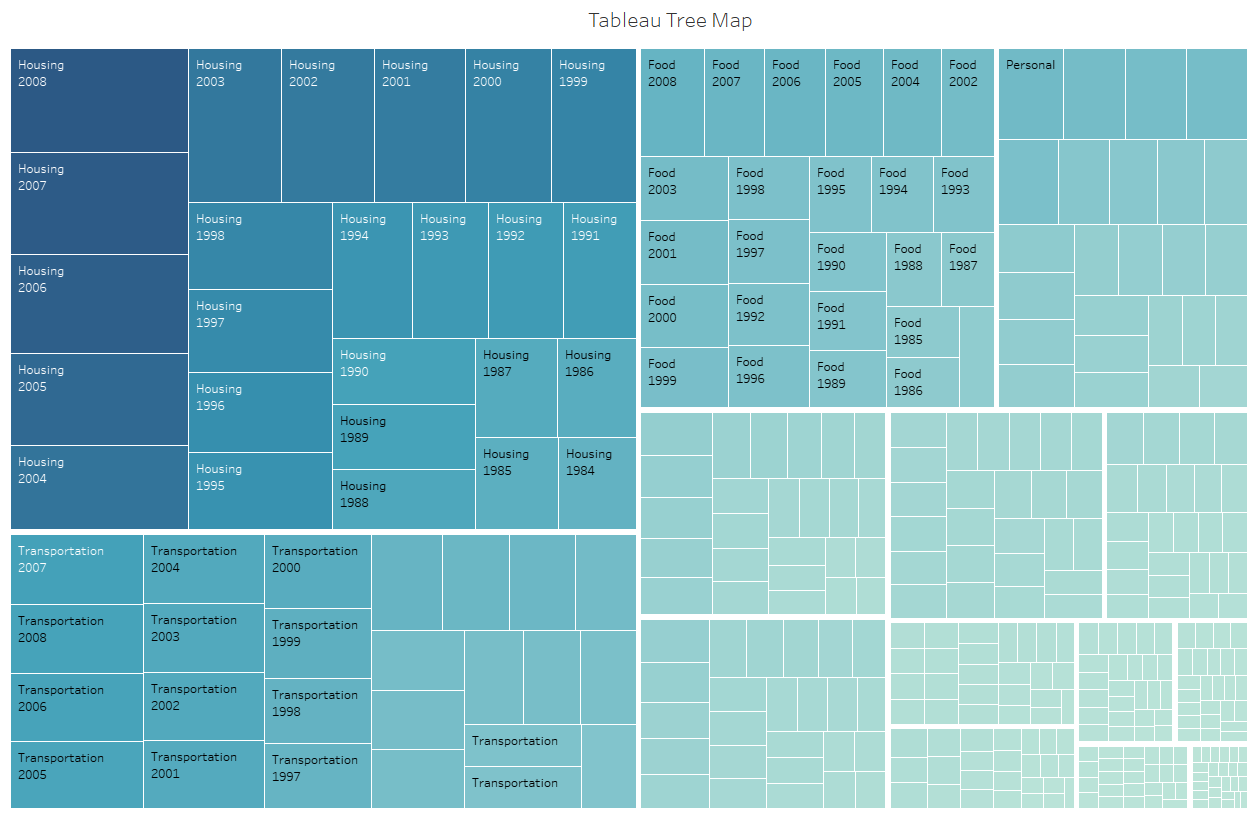 Tableau Tree Map
Housing
2008
Housing
2007
Housing
2006
Housing
2005
Housing
2004
Housing
2003
Housing
2002
Housing
2001
Housing
2000
Housing
1999
Housing
1998
Housing
1997
Housing
1996
Housing
1995
Housing
1994
Housing
1993
Housing
1992
Housing
1991
Housing
1990
Housing
1989
Housing
1988
Housing
1987
Housing
1986
Housing
1985
Housing
1984
Transportation
2007
Transportation
2008
Transportation
2006
Transportation
2005
Transportation
2004
Transportation
2003
Transportation
2002
Transportation
2001
Transportation
2000
Transportation
1999
Transportation
1998
Transportation
1997
Transportation
Transportation
Food
2008
Food
2007
Food
2006
Food
2005
Food
2004
Food
2002
Food
2003
Food
2001
Food
2000
Food
1999
Food
1998
Food
1997
Food
1992
Food
1996
Food
1995
Food
1994
Food
1993
Food
1990
Food
1991
Food
1989
Food
1988
Food
1987
Food
1985
Food
1986
Personal